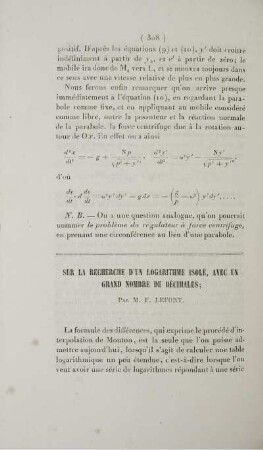 ( 308 )
positif. D'après les équations (9) et (10), y' doit croître
indéfiniment à partir de y₀, et v' à partir de zéro; le
mobile ira donc de M₀ vers L, et se mouvra toujours dans
ce sens avec une vitesse relative de plus en plus grande.
Nous ferons enfin remarquer qu'on arrive presque
immédiatement à l'équation (10), en regardant la para-
bole comme fixe, et en appliquant au mobile considéré
comme libre, outre la pesanteur et la réaction normale
de la parabole, la force centrifuge due à la rotation au-
tour de Ox. En effet on a ainsi
d'où
N. B. — On a une question analogue, qu'on pourrait
nommer le problème du régulateur à force centrifuge,
en prenant une circonférence au lieu d'une parabole.
SUR LA RECHERCHE D'UN LOGARITHME ISOLÉ, AVEC UN
GRAND NOMBRE DE DÉCIMALES;
PAR M. F. LEFORT.
La formule des différences, qui exprime le procédé d'in-
terpolation de Mouton, est la seule que l'on puisse ad-
mettre aujourd'hui, lorsqu'il s'agit de calculer une table
logarithmique un peu étendue, c'est-à-dire lorsque l'on
veut avoir une série de logarithmes répondant à une série